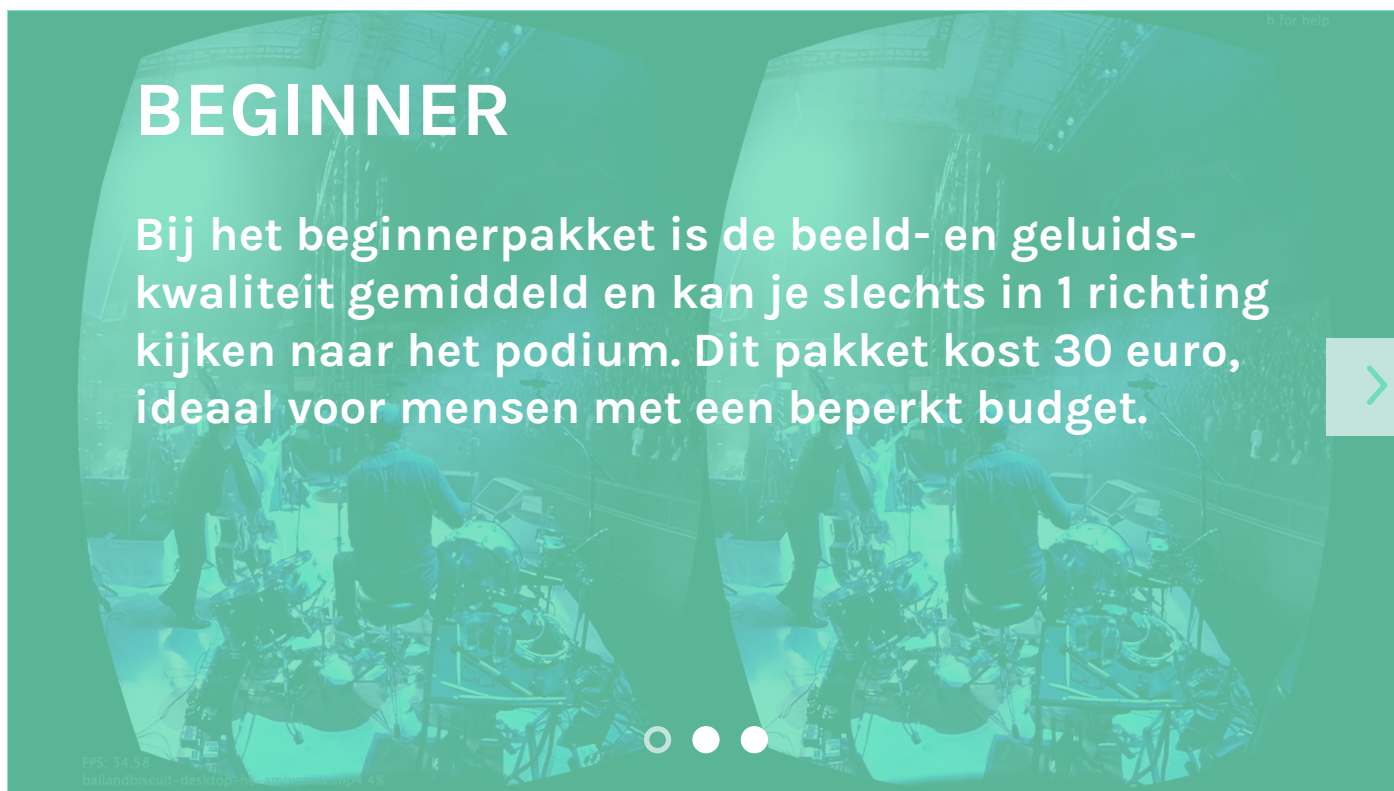 h for help
BEGINNER
Bij het beginnerpakket is de beeld- en geluids-
kwaliteit gemiddeld en kan je slechts in 1 richting
kijken naar het podium. Dit pakket kost 30 euro,
ideaal voor mensen met een beperkt budget.
FPS: 34.58
4%